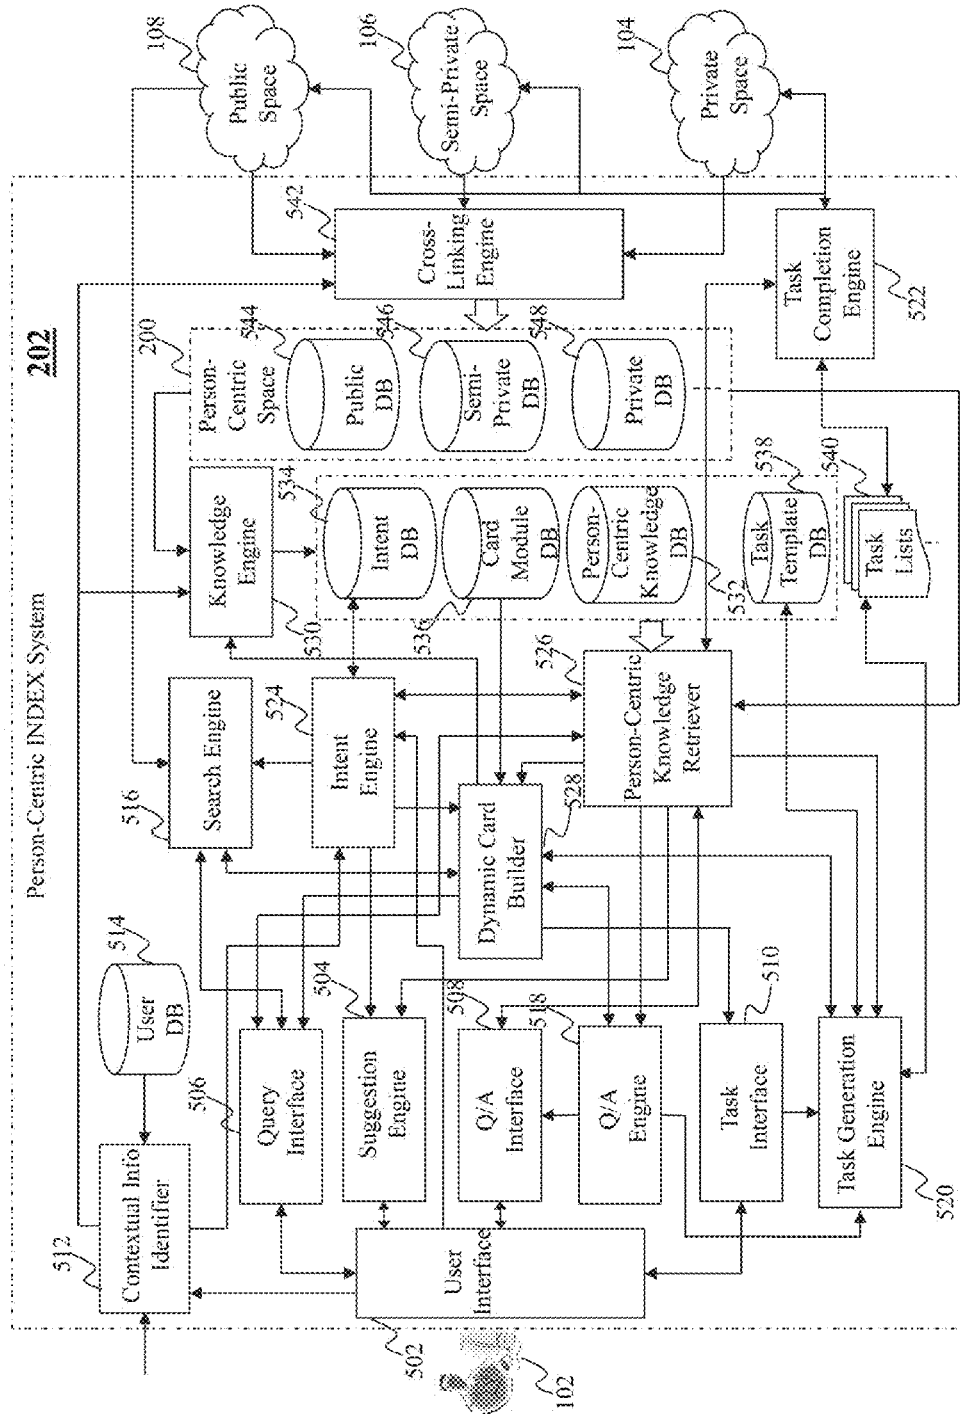 Person-Centric INDEX System
202
512
Contextual Info
Identifier
514
User
DB
516
Search Engine
530
Knowledge
Engine
200
Person-
Centric
Space
544
Public
DB
546
Semi-
Private
DB
548
Private
DB
542
Cross-
Linking
Engine
108
Public
Space
106
Semi-Private
Space
104
Private
Space
506
Query
Interface
504
Suggestion
Engine
508
Q/A
Interface
518
Q/A
Engine
510
Task
Interface
520
Task Generation
Engine
524
Intent
Engine
528
Dynamic Card
Builder
526
Person-Centric
Knowledge
Retriever
534
Intent
DB
536
Card
Module
DB
532
Person-
Centric
Knowledge
DB
538
Task
Template
DB
540
Task
Lists
522
Task
Completion
Engine
502
User
Interface
102